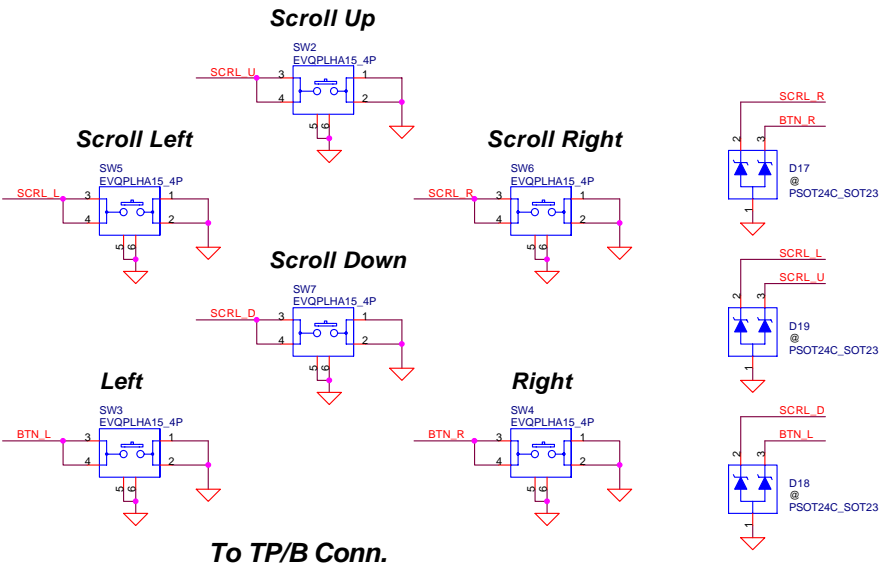 Scroll Up
SW2
EVQPLHA15_4P
SCRL_U
3
1
4
2
5
6
Scroll Left
SW5
EVQPLHA15_4P
SCRL_L
3
1
4
2
5
6
Scroll Right
SW6
EVQPLHA15_4P
SCRL_R
3
1
4
2
5
6
Scroll Down
SW7
EVQPLHA15_4P
SCRL_D
3
1
4
2
5
6
Left
SW3
EVQPLHA15_4P
BTN_L
3
1
4
2
5
6
Right
SW4
EVQPLHA15_4P
BTN_R
3
1
4
2
5
6
SCRL_R
BTN_R
2
3
D17
@
PSOT24C_SOT23
1
SCRL_L
SCRL_U
2
3
D19
@
PSOT24C_SOT23
1
SCRL_D
BTN_L
2
3
D18
@
PSOT24C_SOT23
1
To TP/B Conn.